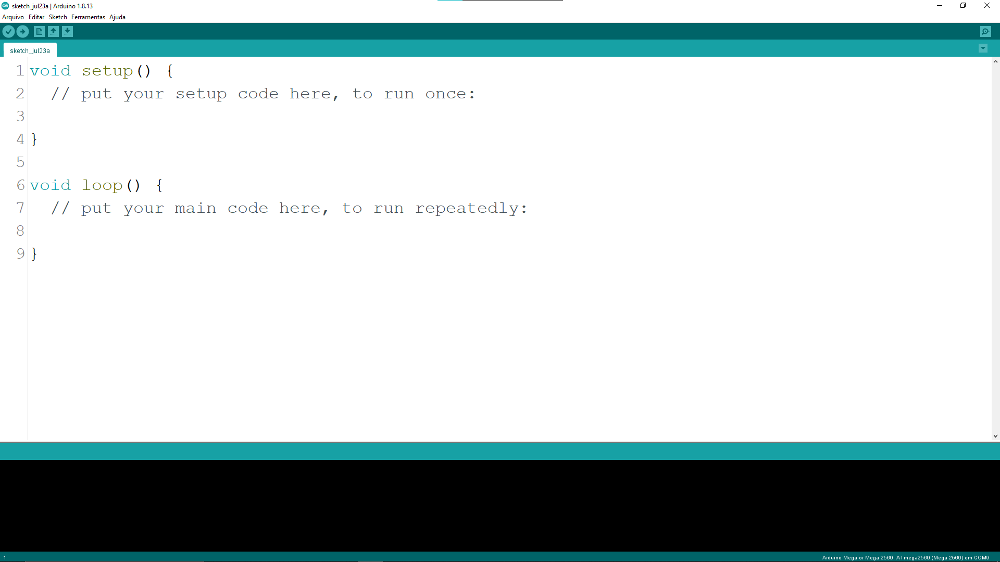 sketch_jul23a | Arduino 1.8.13
Arquivo Editar Sketch Ferramentas Ajuda
sketch_jul23a
1 void setup() {
2   // put your setup code here, to run once:
3
4 }
5
6 void loop() {
7   // put your main code here, to run repeatedly:
8
9 }
1
Arduino Mega or Mega 2560, ATmega2560 (Mega 2560) em COM9